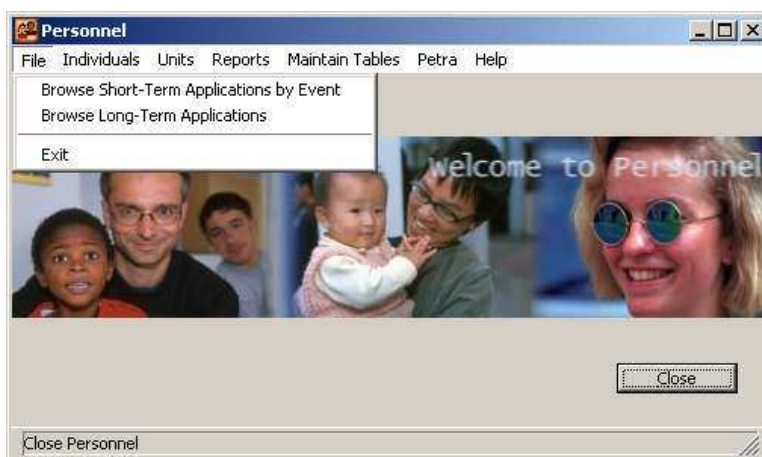 Personnel
File Individuals Units Reports Maintain Tables Petra Help
Browse Short-Term Applications by Event
Browse Long-Term Applications
Exit
Welcome to Personnel
Close
Close Personnel